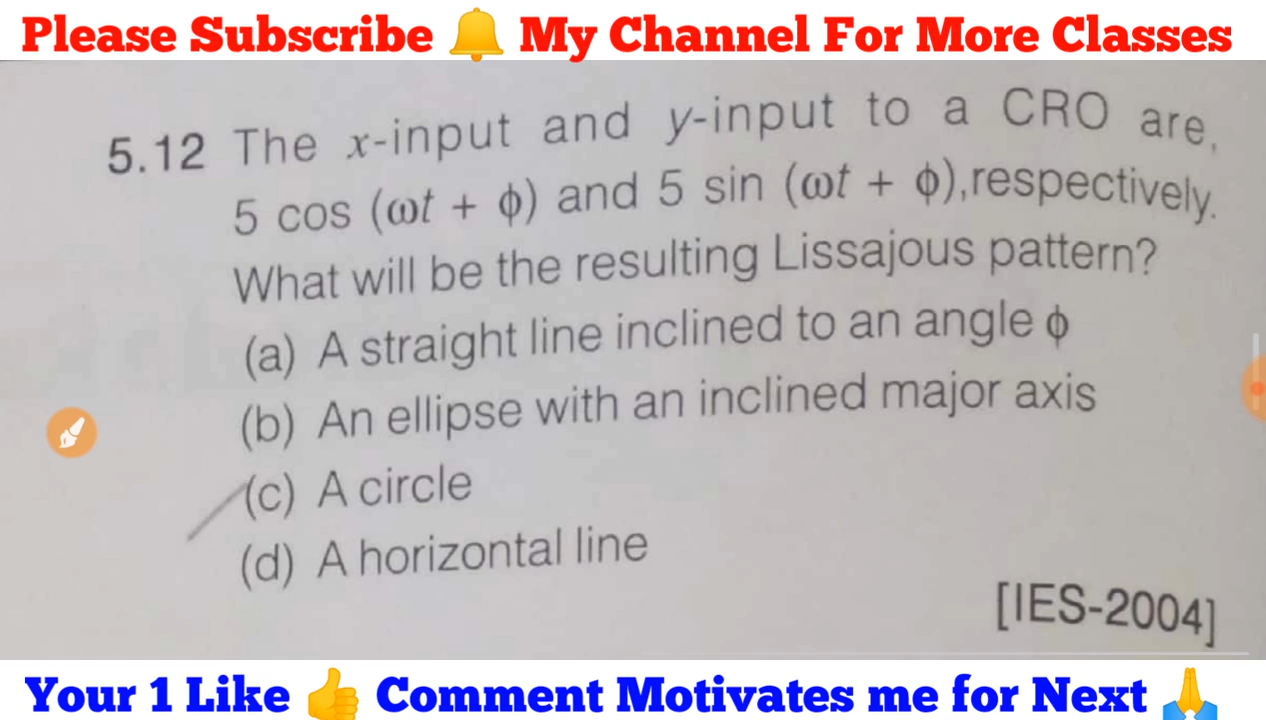 Please Subscribe 🔔 My Channel For More Classes
5.12 The x-input and y-input to a CRO are,
5 cos (ωt + ϕ) and 5 sin (ωt + ϕ),respectively.
What will be the resulting Lissajous pattern?
(a) A straight line inclined to an angle ϕ
(b) An ellipse with an inclined major axis
(c) A circle
(d) A horizontal line
[IES-2004]
Your 1 Like 👍 Comment Motivates me for Next 🙏